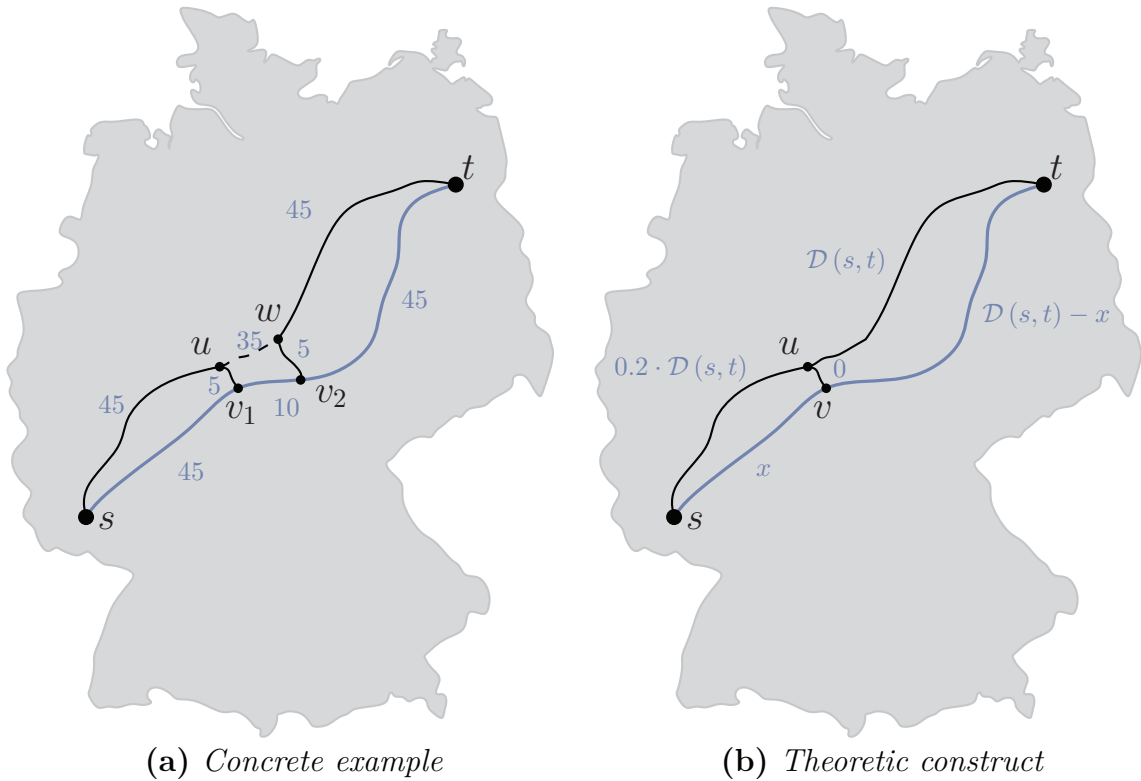 t
45
w
45
35
5
u
5
v₂
45
v₁
10
45
s
(a) Concrete example
t
𝒟 (s, t)
𝒟 (s, t) − x
u
0.2 · 𝒟 (s, t)
0
v
x
s
(b) Theoretic construct